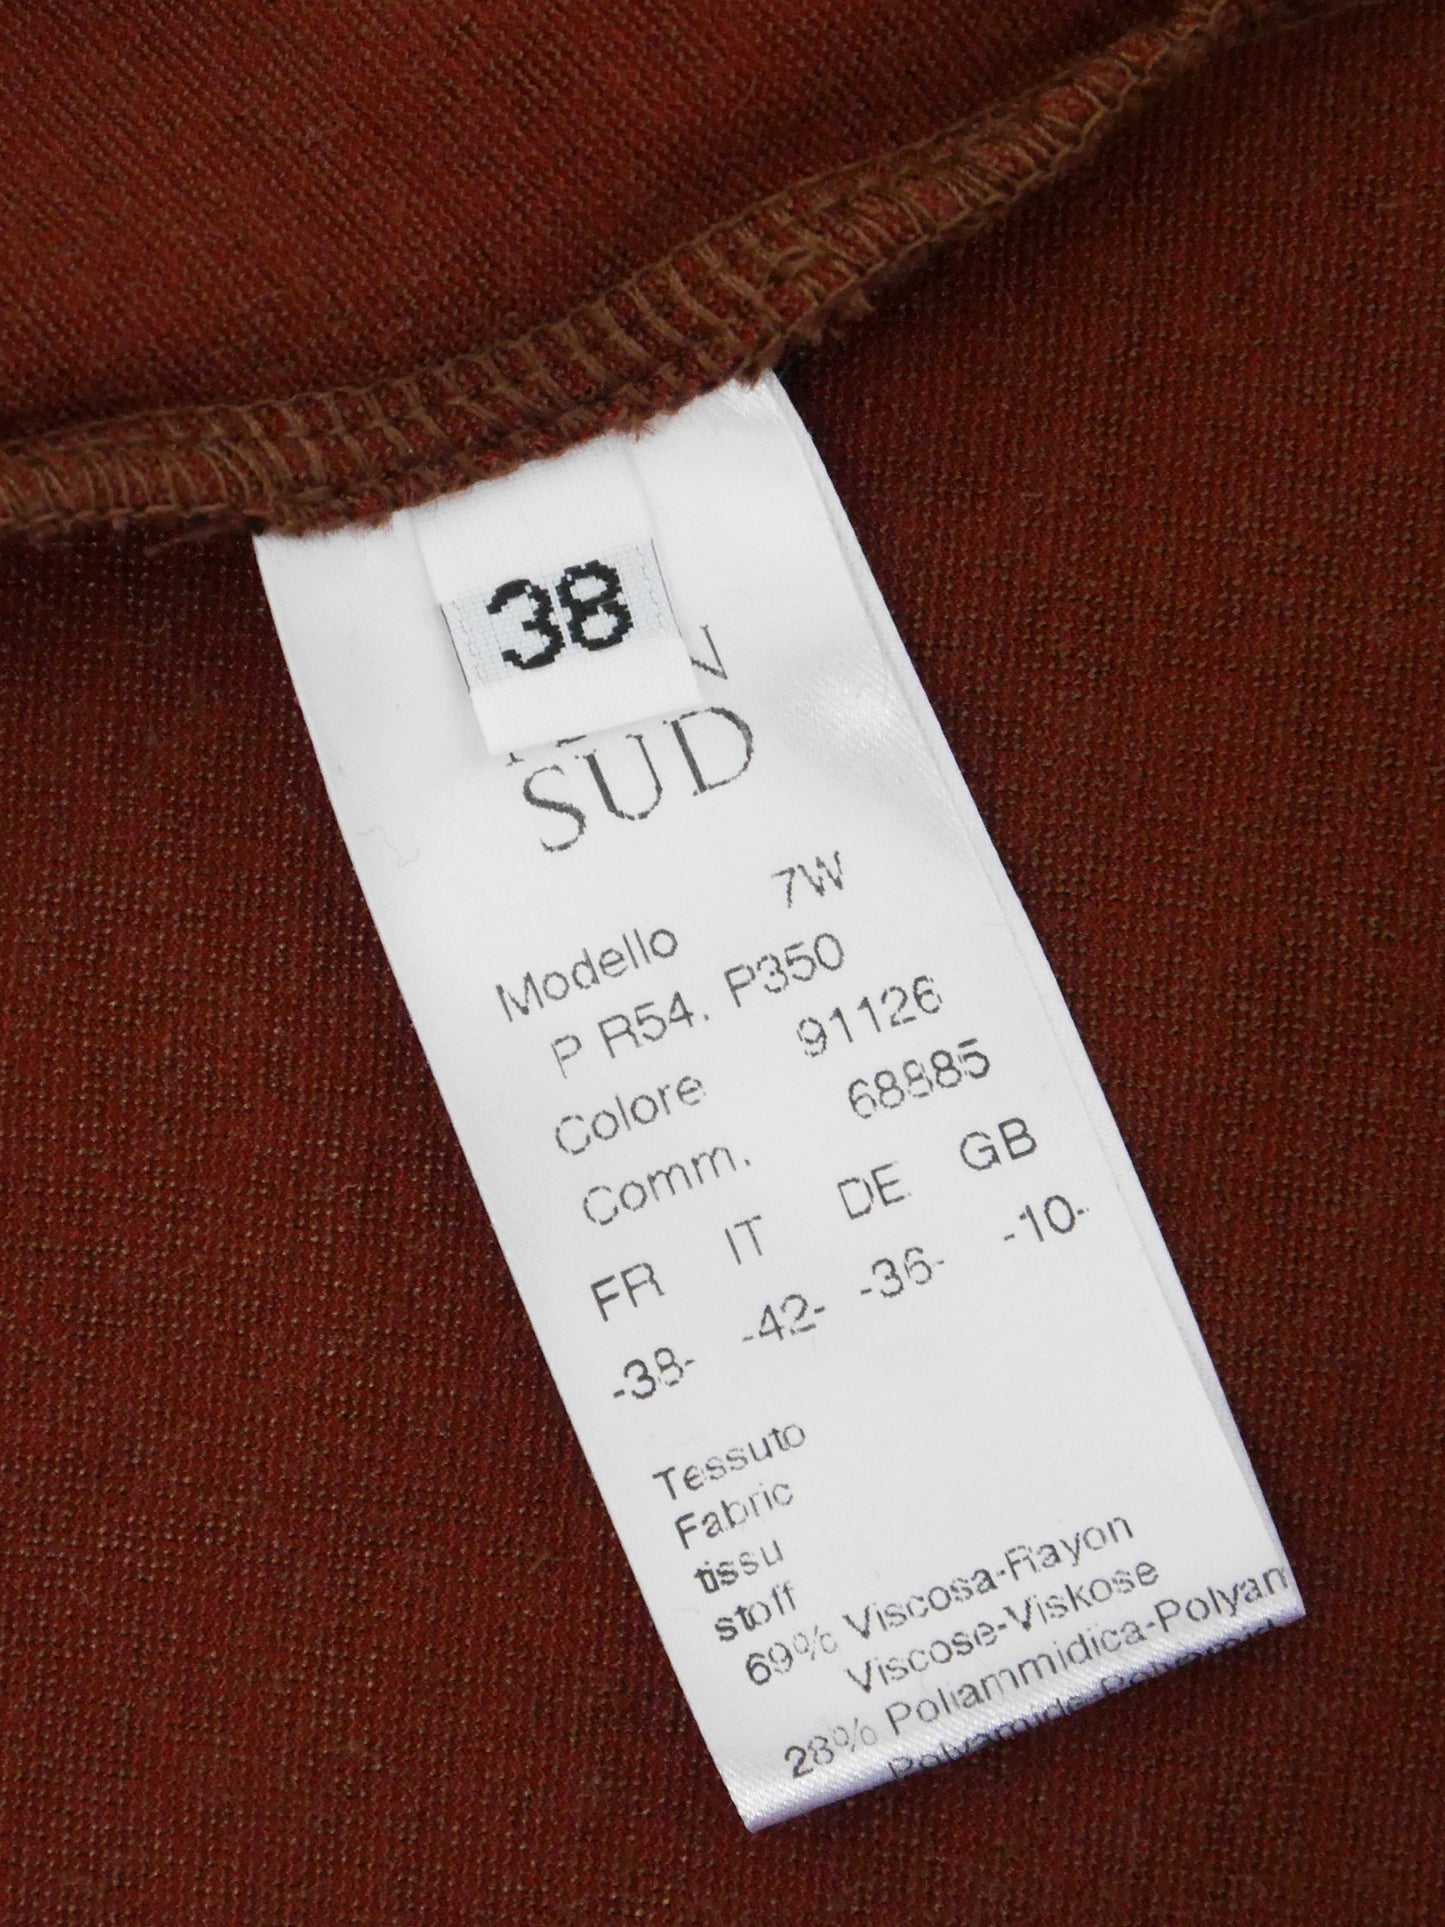 38
SUD
Modello 7W
P R54. P350
Colore 91126
Comm. 68885
FR IT DE GB
-38- -42- -36- -10-
Tessuto
Fabric
tissu
stoff
69% Viscosa-Rayon
Viscose-Viskose
28% Poliammidica-Polyam